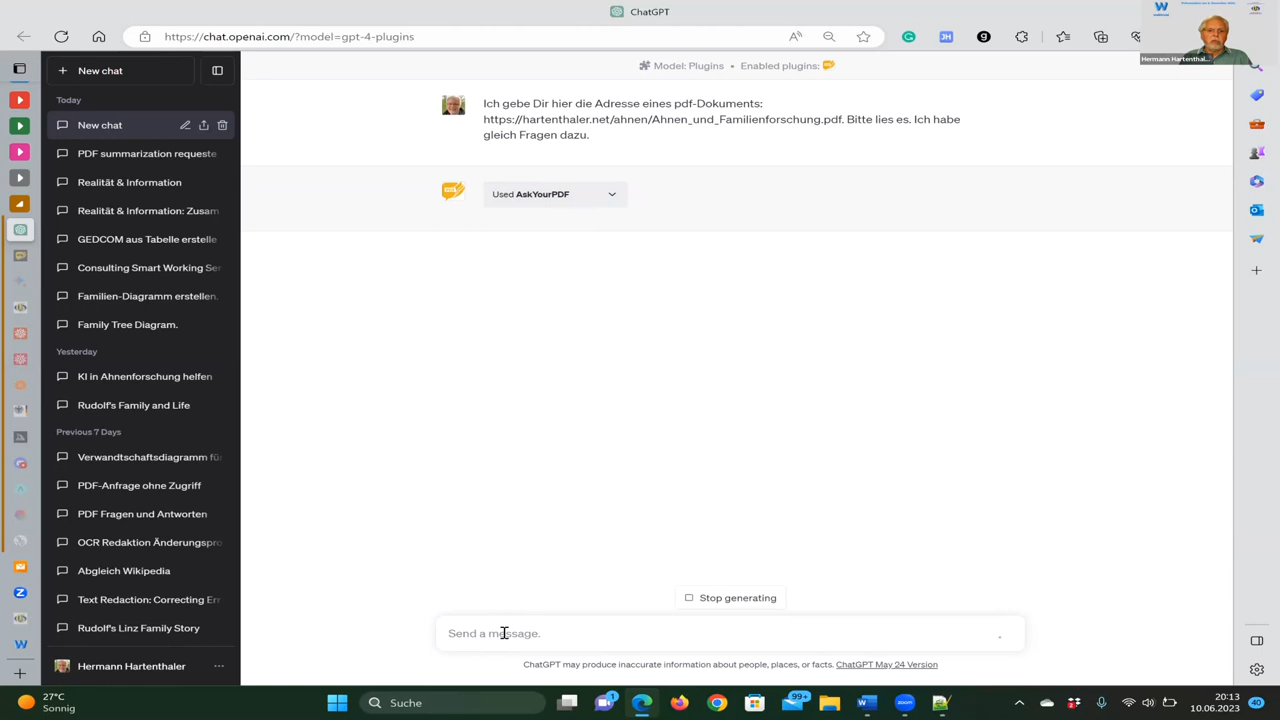 ChatGPT
https://chat.openai.com/?model=gpt-4-plugins
Hermann Hartenthal...
New chat
Model: Plugins • Enabled plugins:
Today
New chat
PDF summarization requeste
Realität & Information
Realität & Information: Zusam
GEDCOM aus Tabelle erstelle
Consulting Smart Working Ser
Familien-Diagramm erstellen.
Family Tree Diagram.
Yesterday
KI in Ahnenforschung helfen
Rudolf's Family and Life
Previous 7 Days
Verwandtschaftsdiagramm fü
PDF-Anfrage ohne Zugriff
PDF Fragen und Antworten
OCR Redaktion Änderungspro
Abgleich Wikipedia
Text Redaction: Correcting Err
Rudolf's Linz Family Story
Hermann Hartenthaler
Ich gebe Dir hier die Adresse eines pdf-Dokuments:
https://hartenthaler.net/ahnen/Ahnen_und_Familienforschung.pdf. Bitte lies es. Ich habe
gleich Fragen dazu.
Used AskYourPDF
Stop generating
Send a message.
ChatGPT may produce inaccurate information about people, places, or facts. ChatGPT May 24 Version
27°C
Sonnig
Suche
1
99+
zoom
20:13
10.06.2023
40